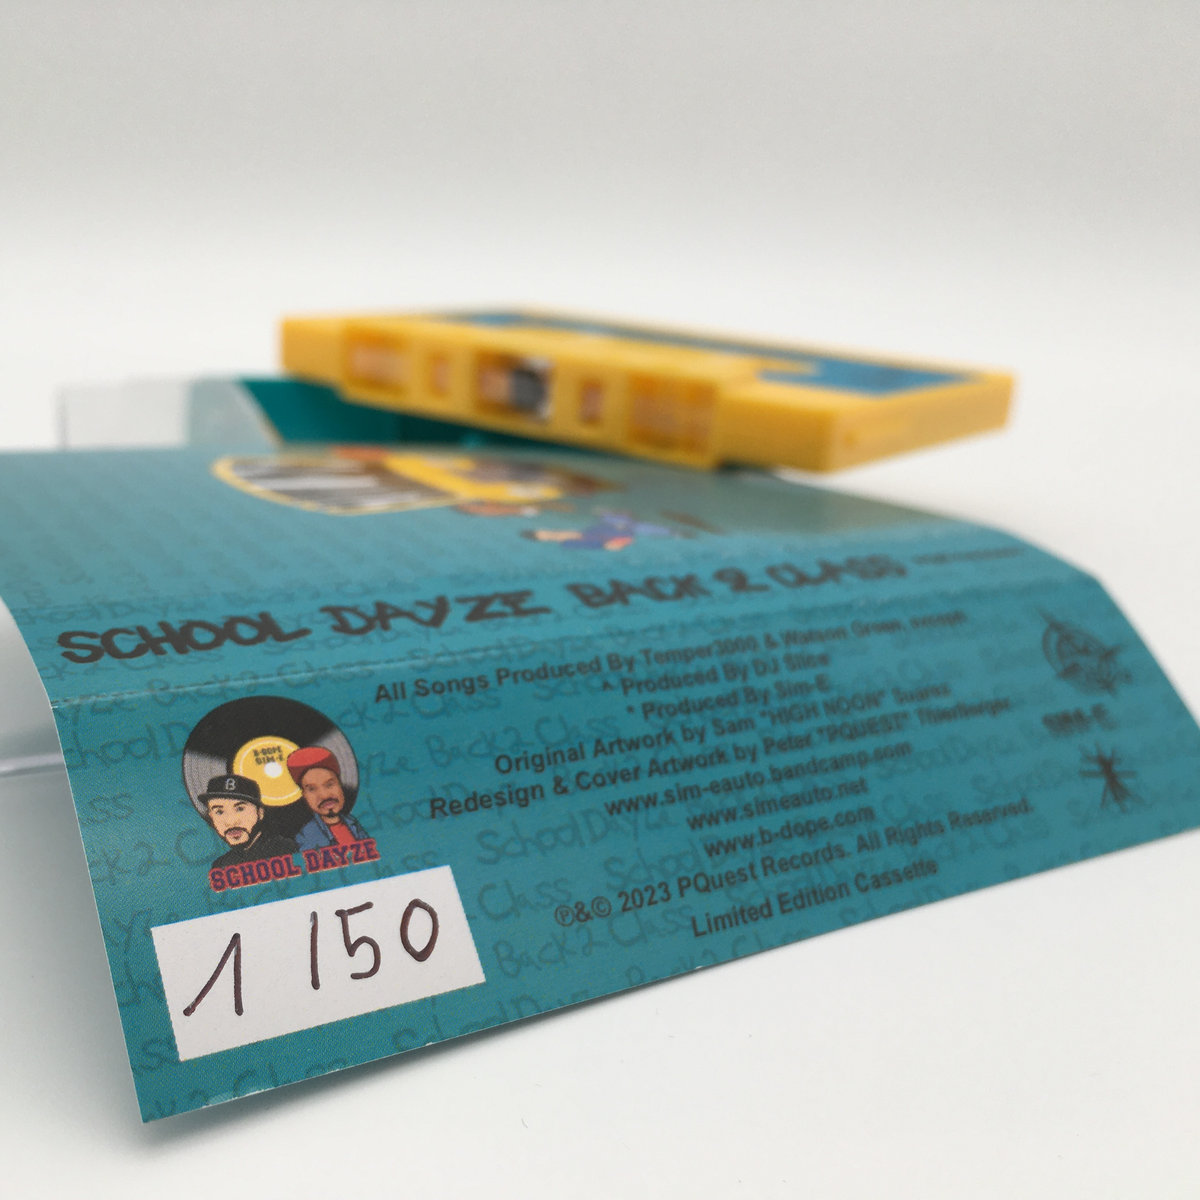 SCHOOL DAYZE BACK 2 CLASS
All Songs Produced By Temper3000 & Watson Green, except
^ Produced By DJ Slice
* Produced By Sim-E
Original Artwork by Sam "HIGH NOON" Suarez
Redesign & Cover Artwork by Peter "PQUEST"
www.sim-eauto.bandcamp.com
www.simeauto.net
www.b-dope.com
℗&© 2023 PQuest Records. All Rights Reserved.
Limited Edition Cassette
B-DOPE
SIM-E
B
SCHOOL DAYZE
1/50
SIM-E